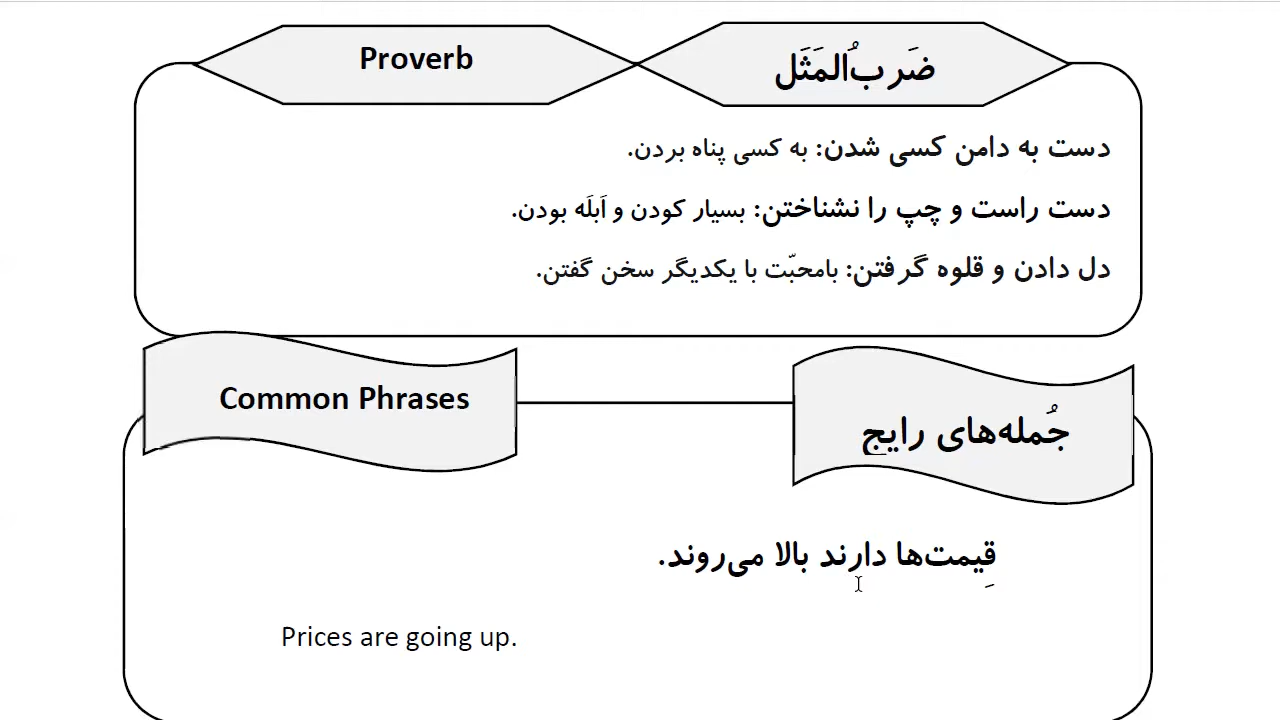 Proverb
ضَربُ‌المَثَل
دست به دامن کسی شدن: به کسی پناه بردن.
دست راست و چپ را نشناختن: بسیار کودن و اَبلَه بودن.
دل دادن و قلوه گرفتن: بامحبّت با یکدیگر سخن گفتن.
Common Phrases
جُمله‌های رایج
قِیمت‌ها دارند بالا می‌روند.
Prices are going up.